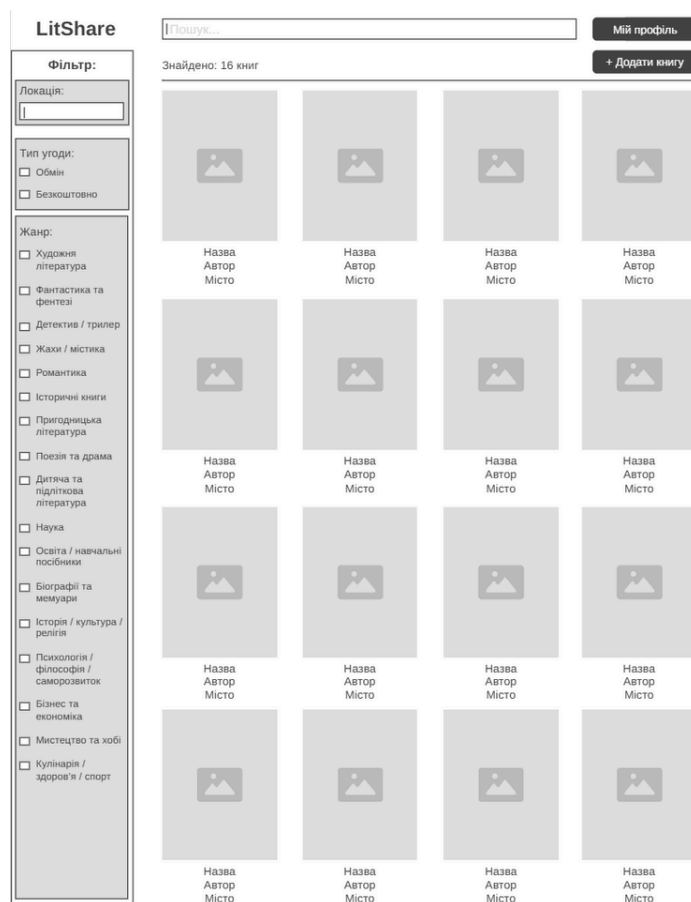 LitShare
Пошук...
Мій профіль
Фільтр:
Знайдено: 16 книг
+ Додати книгу
Локація:
Тип угоди:
Обмін
Безкоштовно
Жанр:
Художня
література
Фантастика та
фентезі
Детектив / трилер
Жахи / містика
Романтика
Історичні книги
Пригодницька
література
Поезія та драма
Дитяча та
підліткова
література
Наука
Освіта / навчальні
посібники
Біографії та
мемуари
Історія / культура /
релігія
Психологія /
філософія /
саморозвиток
Бізнес та
економіка
Мистецтво та хобі
Кулінарія /
здоров'я / спорт
Назва Назва Назва Назва
Автор Автор Автор Автор
Місто Місто Місто Місто
Назва Назва Назва Назва
Автор Автор Автор Автор
Місто Місто Місто Місто
Назва Назва Назва Назва
Автор Автор Автор Автор
Місто Місто Місто Місто
Назва Назва Назва Назва
Автор Автор Автор Автор
Місто Місто Місто Місто